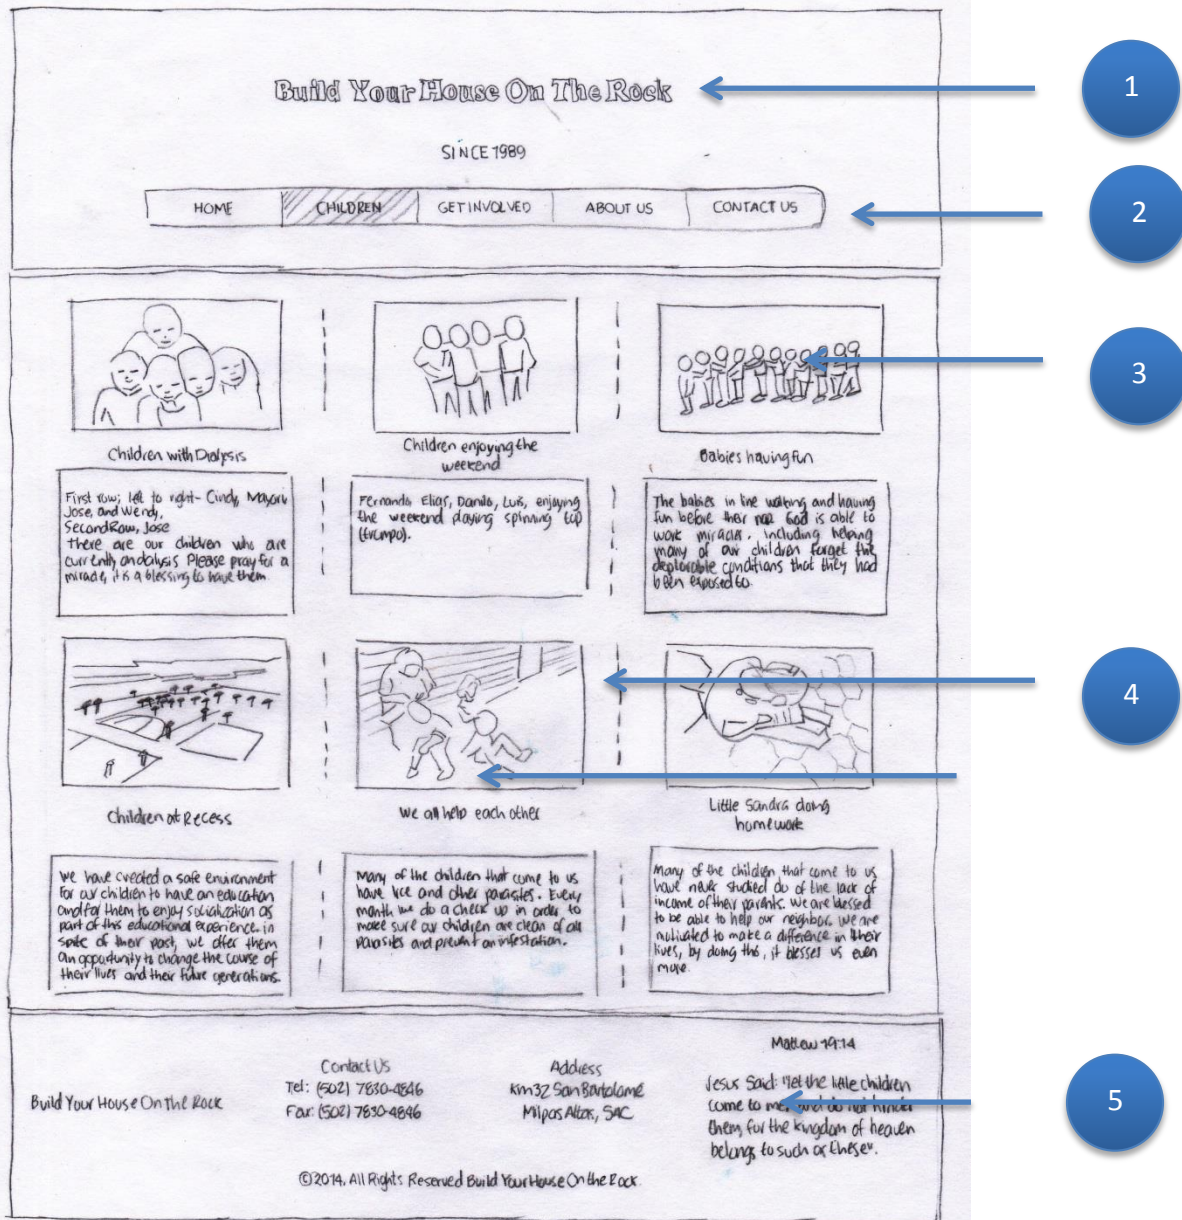 Build Your House On The Rock
1
SINCE 1989
HOME CHILDREN GET INVOLVED ABOUT US CONTACT US
2
3
Children with Dialysis
Children enjoying the
weekend
Babies having fun
First row; left to right- Cindy, Mayori
Jose, and Wendy,
Second Row, Jose
There are our children who are
currently on dalysis Please pray for a
miracle, it is a blessing to have them
Fernando Elias, Danilo, Luis, enjoying
the weekend playing spinning top
(trumpo).
The babies in line walking and having
fun before their nap God is able to
work miracles, including helping
many of our children forget the
deplorable conditions that they had
been exposed to.
4
Children at Recess
We all help each other
Little Sandra doing
homework
We have created a safe environment
for our children to have an education
and for them to enjoy socialization as
part of this educational experience. in
spite of their past, we offer them
an opportunity to change the course of
their lives and their future generations.
Many of the children that come to us
have lice and other parasites. Every
month we do a check up in order to
make sure our children are clean of all
parasites and prevent an infestation.
Many of the children that come to us
have never studied do of the lack of
income of their parents. We are blessed
to be able to help our neighbor. We are
motivated to make a difference in their
lives, by doing this, it blesses us even
more.
Build Your House On the Rock
Contact Us
Tel: (502) 7830-4846
Fax: (502) 7830-4846
Address
Km 32 San Bartolomé
Milpas Altas, SAC
Matthew 19:14
Jesus Said: "let the little children
come to me, and do not hinder
them, for the kingdom of heaven
belongs to such as these".
5
©2014. All Rights Reserved Build Your House On the Rock.